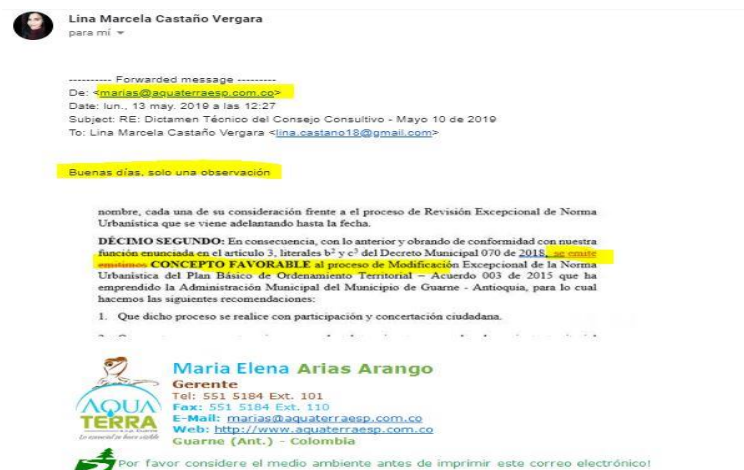 Lina Marcela Castaño Vergara
para mí
---------- Forwarded message ---------
De: <marias@aquaterraesp.com.co>
Date: lun., 13 may. 2019 a las 12:27
Subject: RE: Dictamen Técnico del Consejo Consultivo - Mayo 10 de 2019
To: Lina Marcela Castaño Vergara <lina.castano18@gmail.com>
Buenas días, solo una observación
nombre, cada una de su consideración frente a el proceso de Revisión Excepcional de Norma
Urbanística que se viene adelantando hasta la fecha.
DÉCIMO SEGUNDO: En consecuencia, con lo anterior y obrando de conformidad con nuestra
función enunciada en el articulo 3, literales b² y c³ del Decreto Municipal 070 de 2018, se emite
emitimos CONCEPTO FAVORABLE al proceso de Modificación Excepcional de la Norma
Urbanística del Plan Básico de Ordenamiento Territorial – Acuerdo 003 de 2015 que ha
emprendido la Administración Municipal del Municipio de Guarne - Antioquia, para lo cual
hacemos las siguientes recomendaciones:
1. Que dicho proceso se realice con participación y concertación ciudadana.
Maria Elena Arias Arango
Gerente
Tel: 551 5184 Ext. 101
Fax: 551 5184 Ext. 110
E-Mail: marias@aquaterraesp.com.co
Web: http://www.aquaterraesp.com.co
Guarne (Ant.) - Colombia
AQUA
TERRA
Lo esencial se hace visible
Por favor considere el medio ambiente antes de imprimir este correo electrónico!